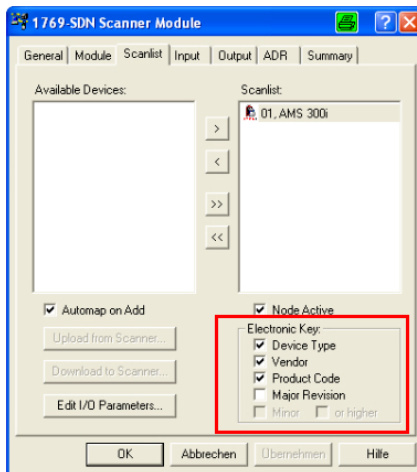 1769-SDN Scanner Module
General Module Scanlist Input Output ADR Summary
Available Devices: Scanlist:
01, AMS 300i
>
<
>>
<<
Automap on Add Node Active
Upload from Scanner...
Download to Scanner...
Edit I/O Parameters...
Electronic Key:
Device Type
Vendor
Product Code
Major Revision
Minor or higher
OK Abbrechen Übernehmen Hilfe